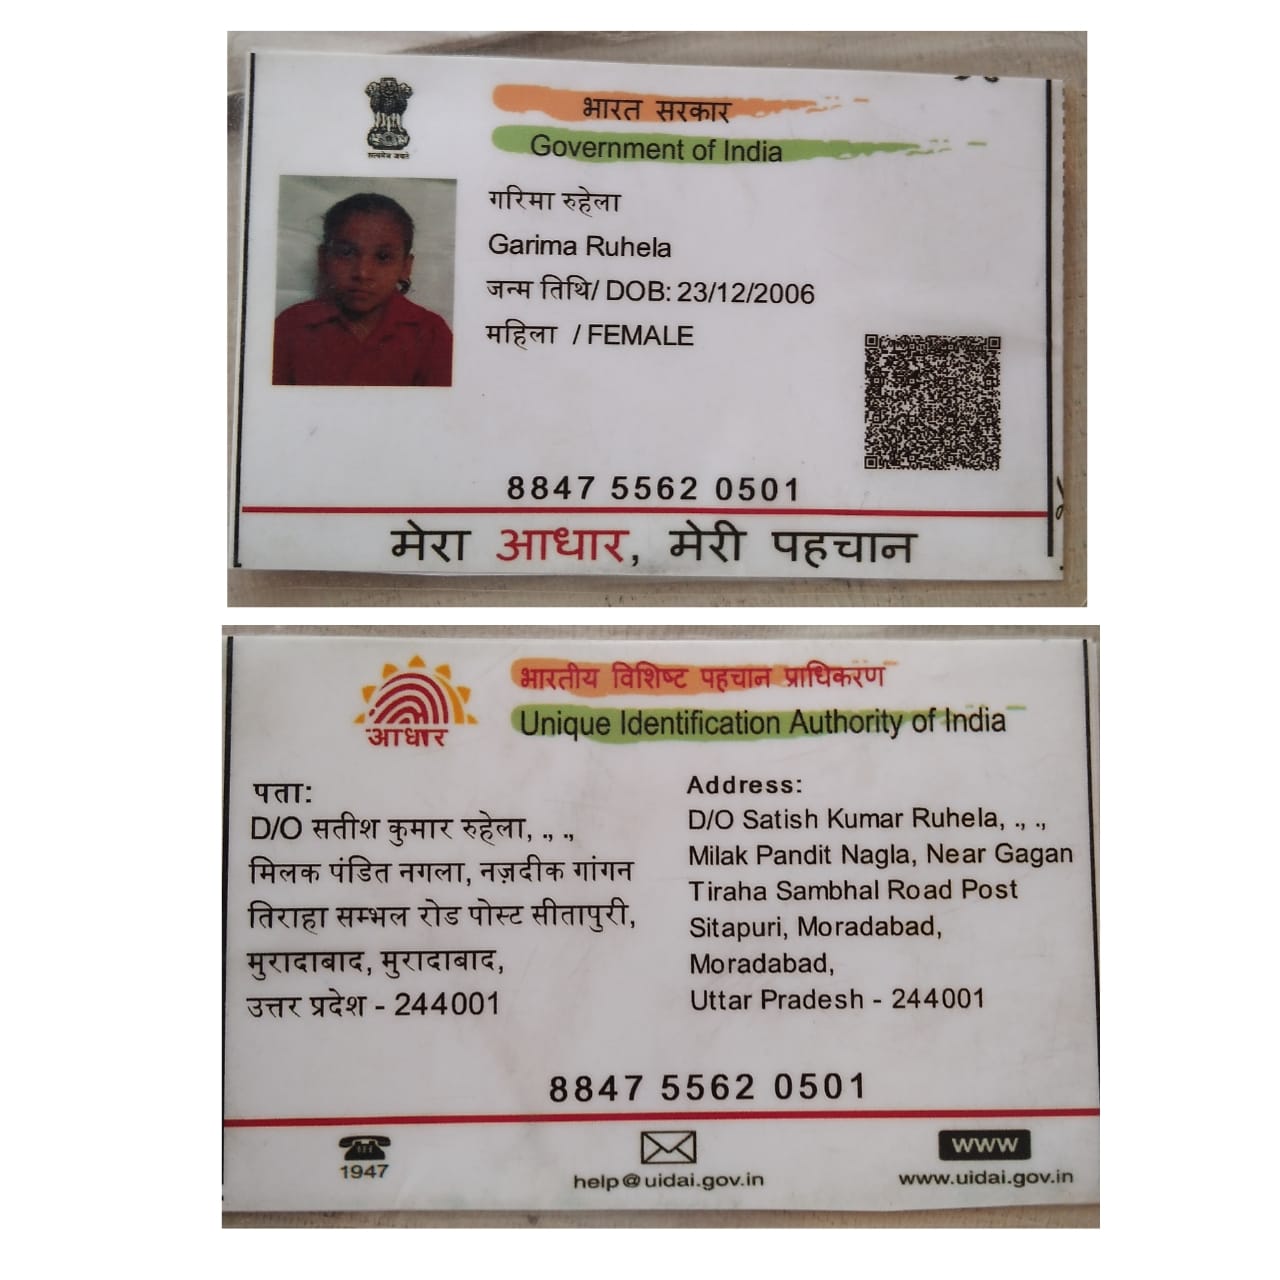 सत्यमेव जयते
भारत सरकार
Government of India
गरिमा रुहेला
Garima Ruhela
जन्म तिथि/ DOB: 23/12/2006
महिला / FEMALE
8847 5562 0501
मेरा आधार, मेरी पहचान
आधार
भारतीय विशिष्ट पहचान प्राधिकरण
Unique Identification Authority of India
पता:
D/O सतीश कुमार रुहेला, ., .,
मिलक पंडित नगला, नज़दीक गांगन
तिराहा सम्भल रोड पोस्ट सीतापुरी,
मुरादाबाद, मुरादाबाद,
उत्तर प्रदेश - 244001
Address:
D/O Satish Kumar Ruhela, ., .,
Milak Pandit Nagla, Near Gagan
Tiraha Sambhal Road Post
Sitapuri, Moradabad,
Moradabad,
Uttar Pradesh - 244001
8847 5562 0501
1947
help@uidai.gov.in
www
www.uidai.gov.in